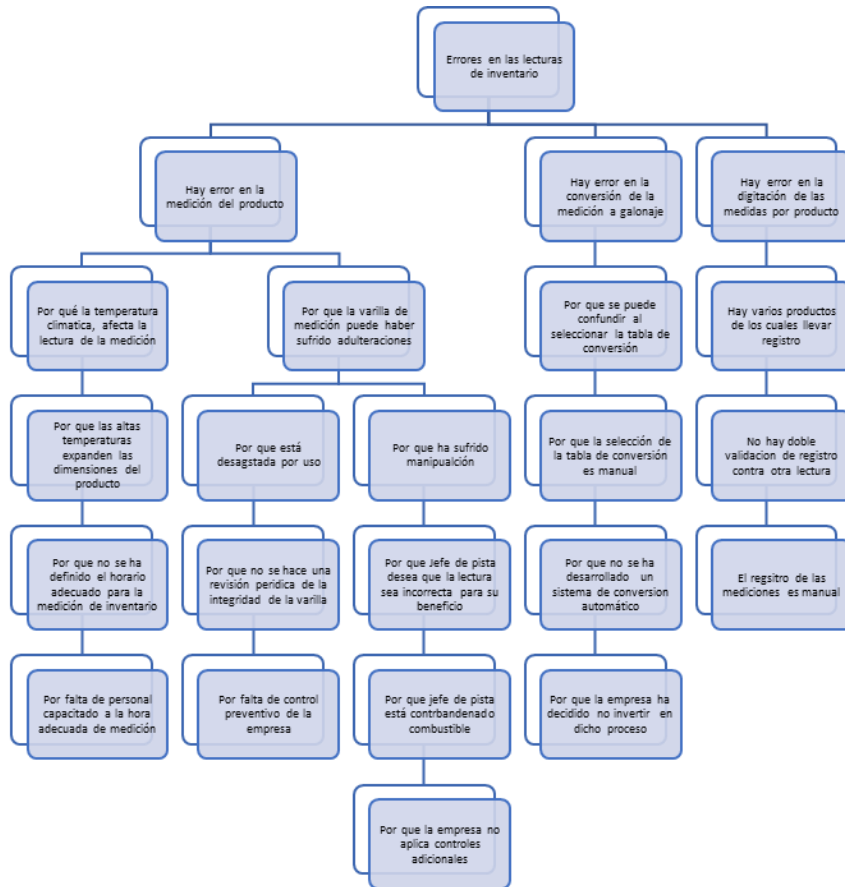 Errores en las lecturas
de inventario
Hay error en la
medición del producto
Hay error en la
conversión de la
medición a galonaje
Hay error en la
digitación de las
medidas por producto
Por qué la temperatura
climatica, afecta la
lectura de la medición
Por que la varilla de
medición puede haber
sufrido adulteraciones
Por que se puede
confundir al
seleccionar la tabla de
conversión
Hay varios productos
de los cuales llevar
registro
Por que las altas
temperaturas
expanden las
dimensiones del
producto
Por que está
desagstada por uso
Por que ha sufrido
manipualción
Por que la selección de
la tabla de conversión
es manual
No hay doble
validacion de registro
contra otra lectura
Por que no se ha
definido el horario
adecuado para la
medición de inventario
Por que no se hace una
revisión peridica de la
integridad de la varilla
Por que Jefe de pista
desea que la lectura
sea incorrecta para su
beneficio
Por que no se ha
desarrollado un
sistema de conversion
automático
El regsitro de las
mediciones es manual
Por falta de personal
capacitado a la hora
adecuada de medición
Por falta de control
preventivo de la
empresa
Por que jefe de pista
está contrbandenado
combustible
Por que la empresa ha
decidido no invertir en
dicho proceso
Por que la empresa no
aplica controles
adicionales